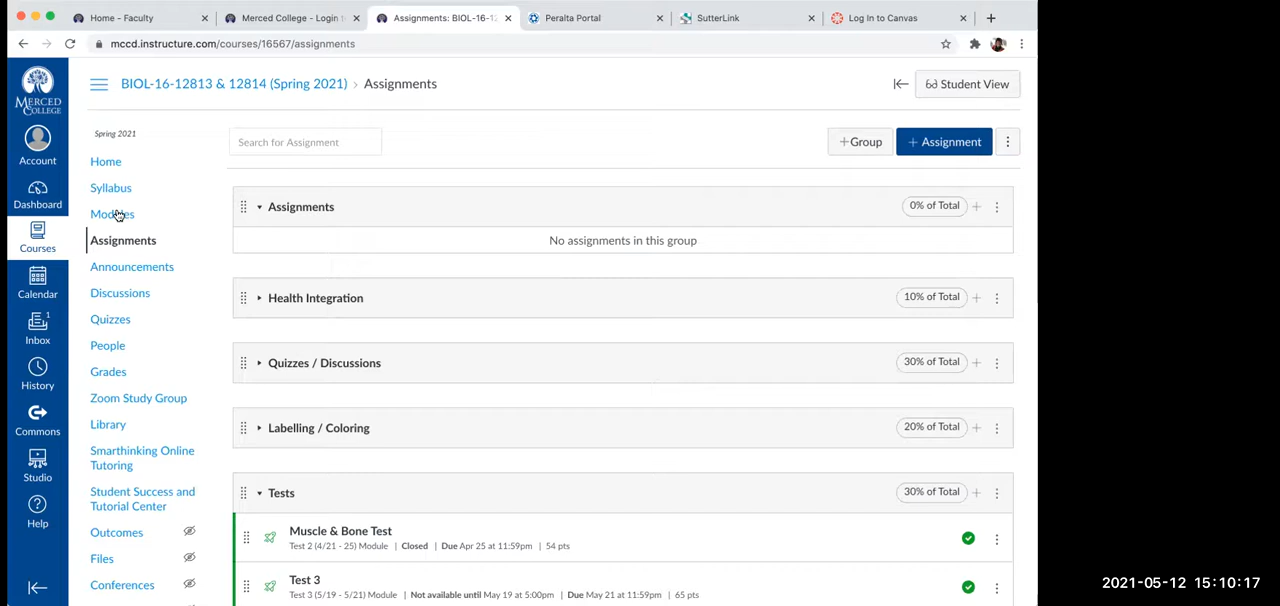 Home - Faculty
Merced College - Login t
Assignments: BIOL-16-12
Peralta Portal
SutterLink
Log In to Canvas
mccd.instructure.com/courses/16567/assignments
MERCED
COLLEGE
BIOL-16-12813 & 12814 (Spring 2021) › Assignments
Student View
Spring 2021
Search for Assignment
+Group
+ Assignment
Account
Dashboard
Courses
Calendar
1
Inbox
History
Commons
Studio
Help
Home
Syllabus
Modules
Assignments
Announcements
Discussions
Quizzes
People
Grades
Zoom Study Group
Library
Smarthinking Online
Tutoring
Student Success and
Tutorial Center
Outcomes
Files
Conferences
Assignments
0% of Total
No assignments in this group
Health Integration
10% of Total
Quizzes / Discussions
30% of Total
Labelling / Coloring
20% of Total
Tests
30% of Total
Muscle & Bone Test
Test 2 (4/21 - 25) Module | Closed | Due Apr 25 at 11:59pm | 54 pts
Test 3
Test 3 (5/19 - 5/21) Module | Not available until May 19 at 5:00pm | Due May 21 at 11:59pm | 65 pts
2021-05-12 15:10:17